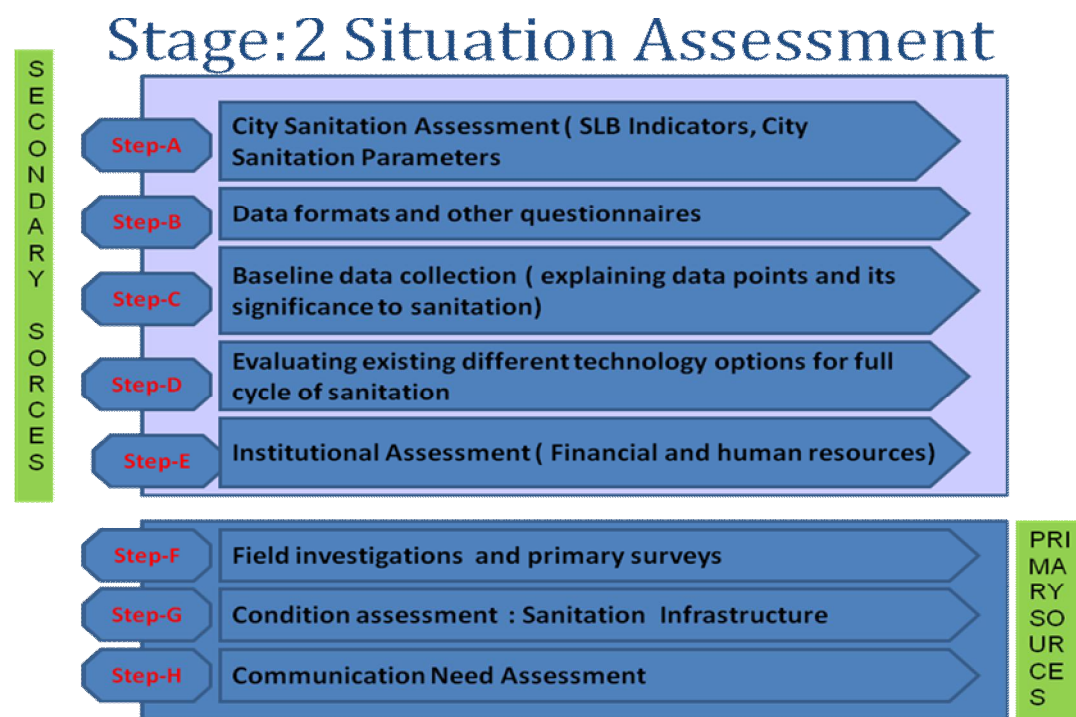 Stage:2 Situation Assessment
S
E
C
O
N
D
A
R
Y
S
O
R
C
E
S
Step-A
City Sanitation Assessment ( SLB Indicators, City
Sanitation Parameters
Step-B
Data formats and other questionnaires
Step-C
Baseline data collection ( explaining data points and its
significance to sanitation)
Step-D
Evaluating existing different technology options for full
cycle of sanitation
Step-E
Institutional Assessment ( Financial and human resources)
Step-F
Field investigations and primary surveys
Step-G
Condition assessment : Sanitation Infrastructure
Step-H
Communication Need Assessment
PRI
MA
RY
SO
UR
CE
S